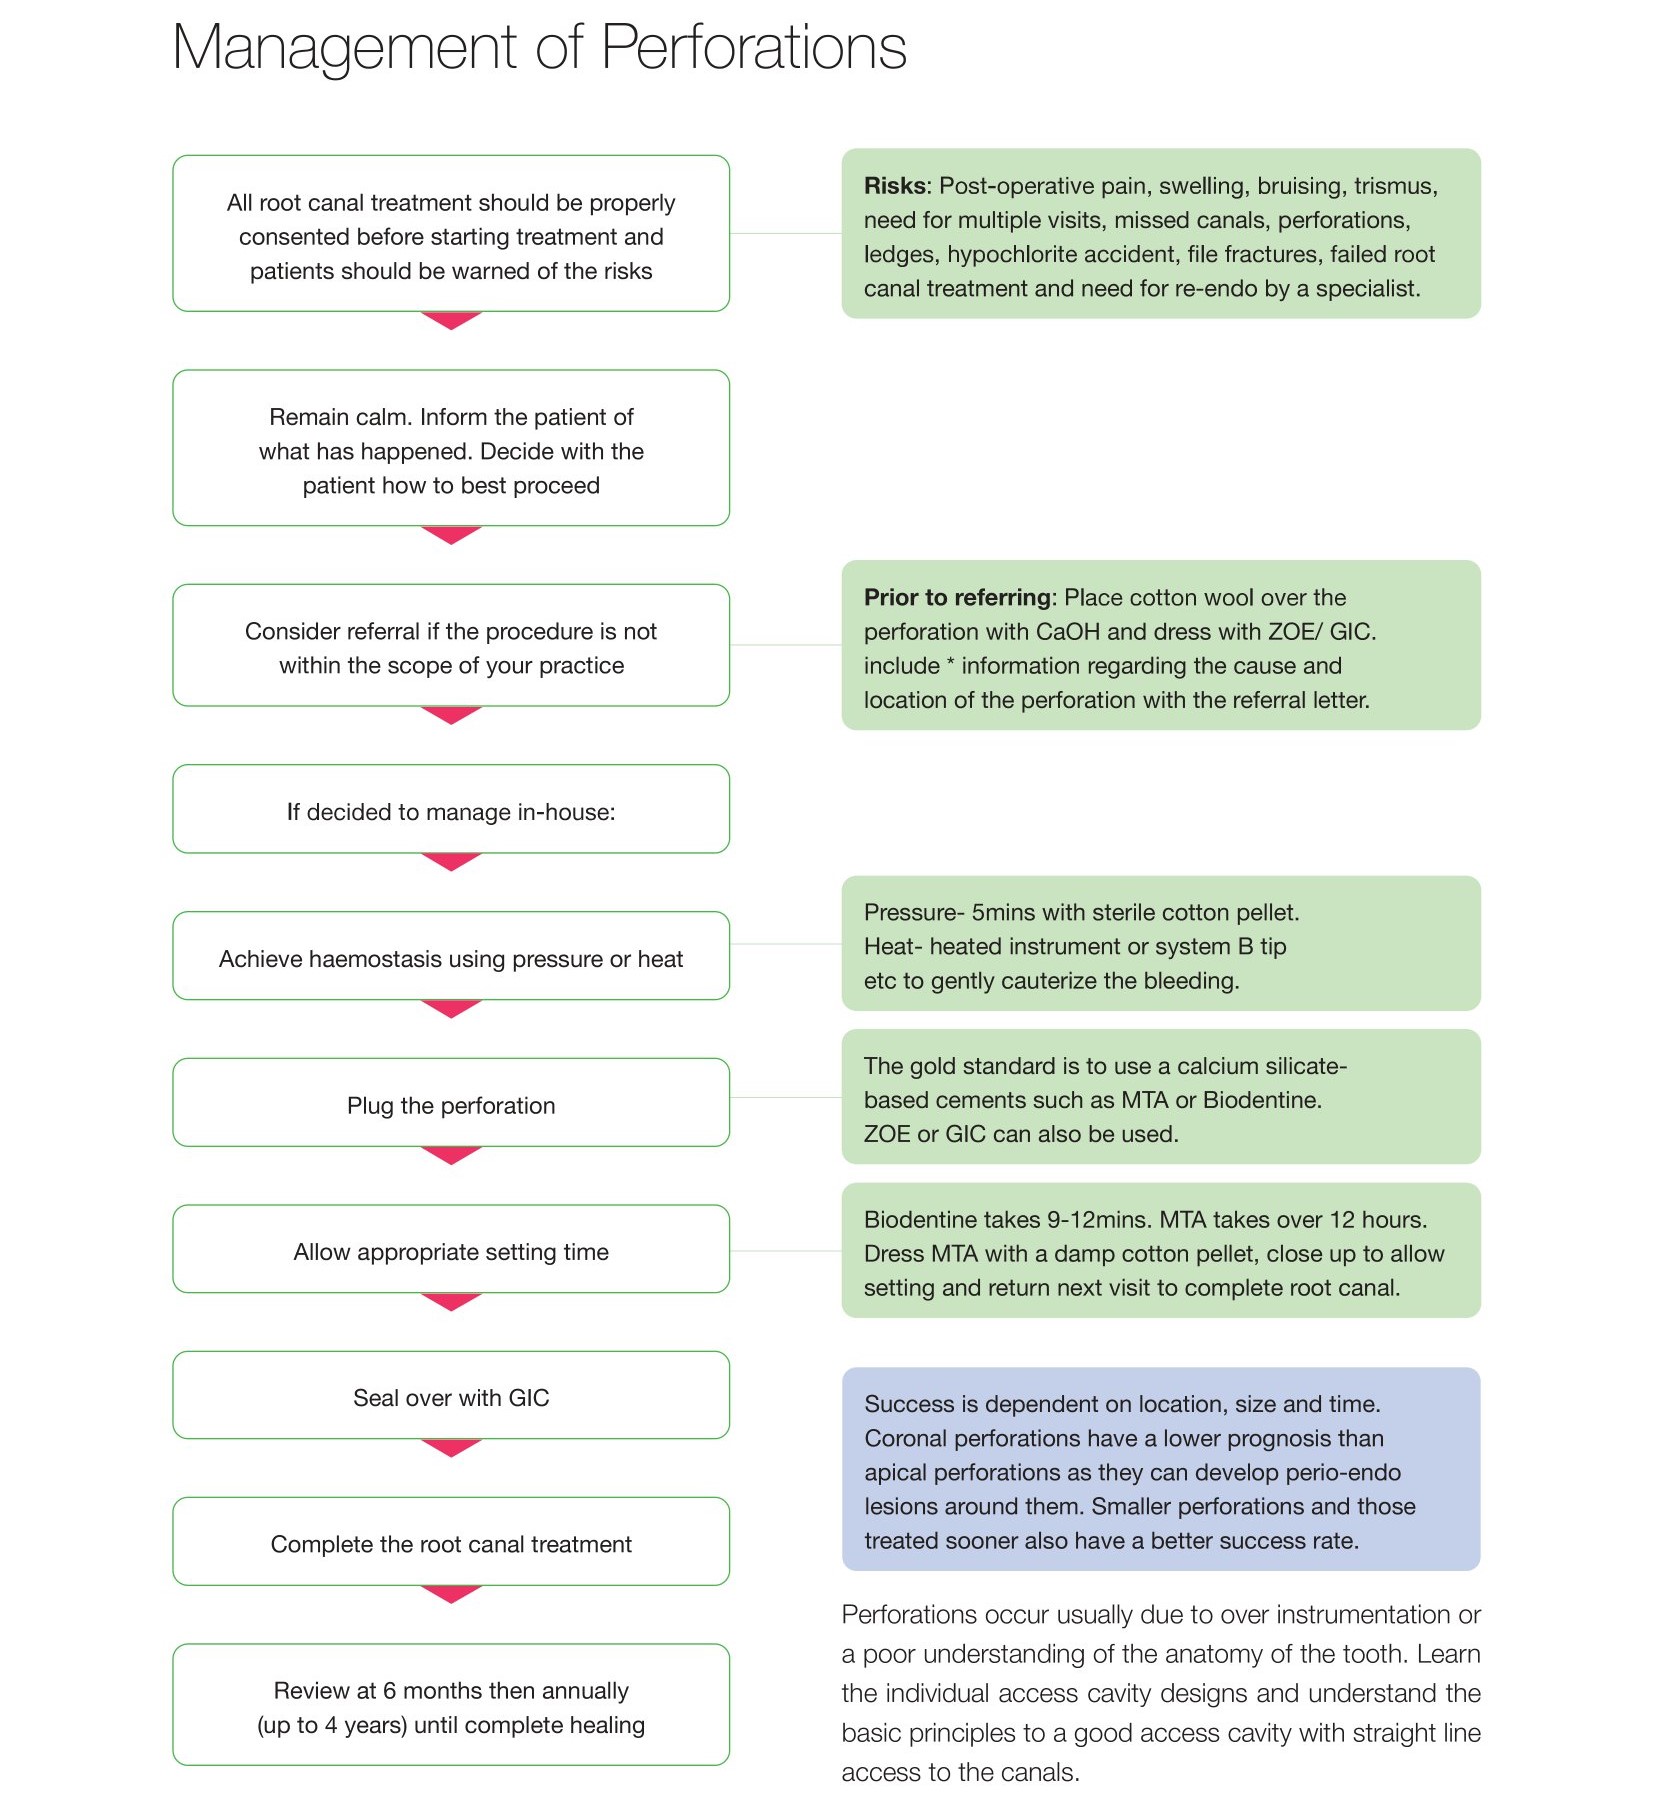 Management of Perforations
All root canal treatment should be properly
consented before starting treatment and
patients should be warned of the risks
Risks: Post-operative pain, swelling, bruising, trismus,
need for multiple visits, missed canals, perforations,
ledges, hypochlorite accident, file fractures, failed root
canal treatment and need for re-endo by a specialist.
Remain calm. Inform the patient of
what has happened. Decide with the
patient how to best proceed
Consider referral if the procedure is not
within the scope of your practice
Prior to referring: Place cotton wool over the
perforation with CaOH and dress with ZOE/ GIC.
include * information regarding the cause and
location of the perforation with the referral letter.
If decided to manage in-house:
Achieve haemostasis using pressure or heat
Pressure- 5mins with sterile cotton pellet.
Heat- heated instrument or system B tip
etc to gently cauterize the bleeding.
Plug the perforation
The gold standard is to use a calcium silicate-
based cements such as MTA or Biodentine.
ZOE or GIC can also be used.
Allow appropriate setting time
Biodentine takes 9-12mins. MTA takes over 12 hours.
Dress MTA with a damp cotton pellet, close up to allow
setting and return next visit to complete root canal.
Seal over with GIC
Complete the root canal treatment
Review at 6 months then annually
(up to 4 years) until complete healing
Success is dependent on location, size and time.
Coronal perforations have a lower prognosis than
apical perforations as they can develop perio-endo
lesions around them. Smaller perforations and those
treated sooner also have a better success rate.
Perforations occur usually due to over instrumentation or
a poor understanding of the anatomy of the tooth. Learn
the individual access cavity designs and understand the
basic principles to a good access cavity with straight line
access to the canals.